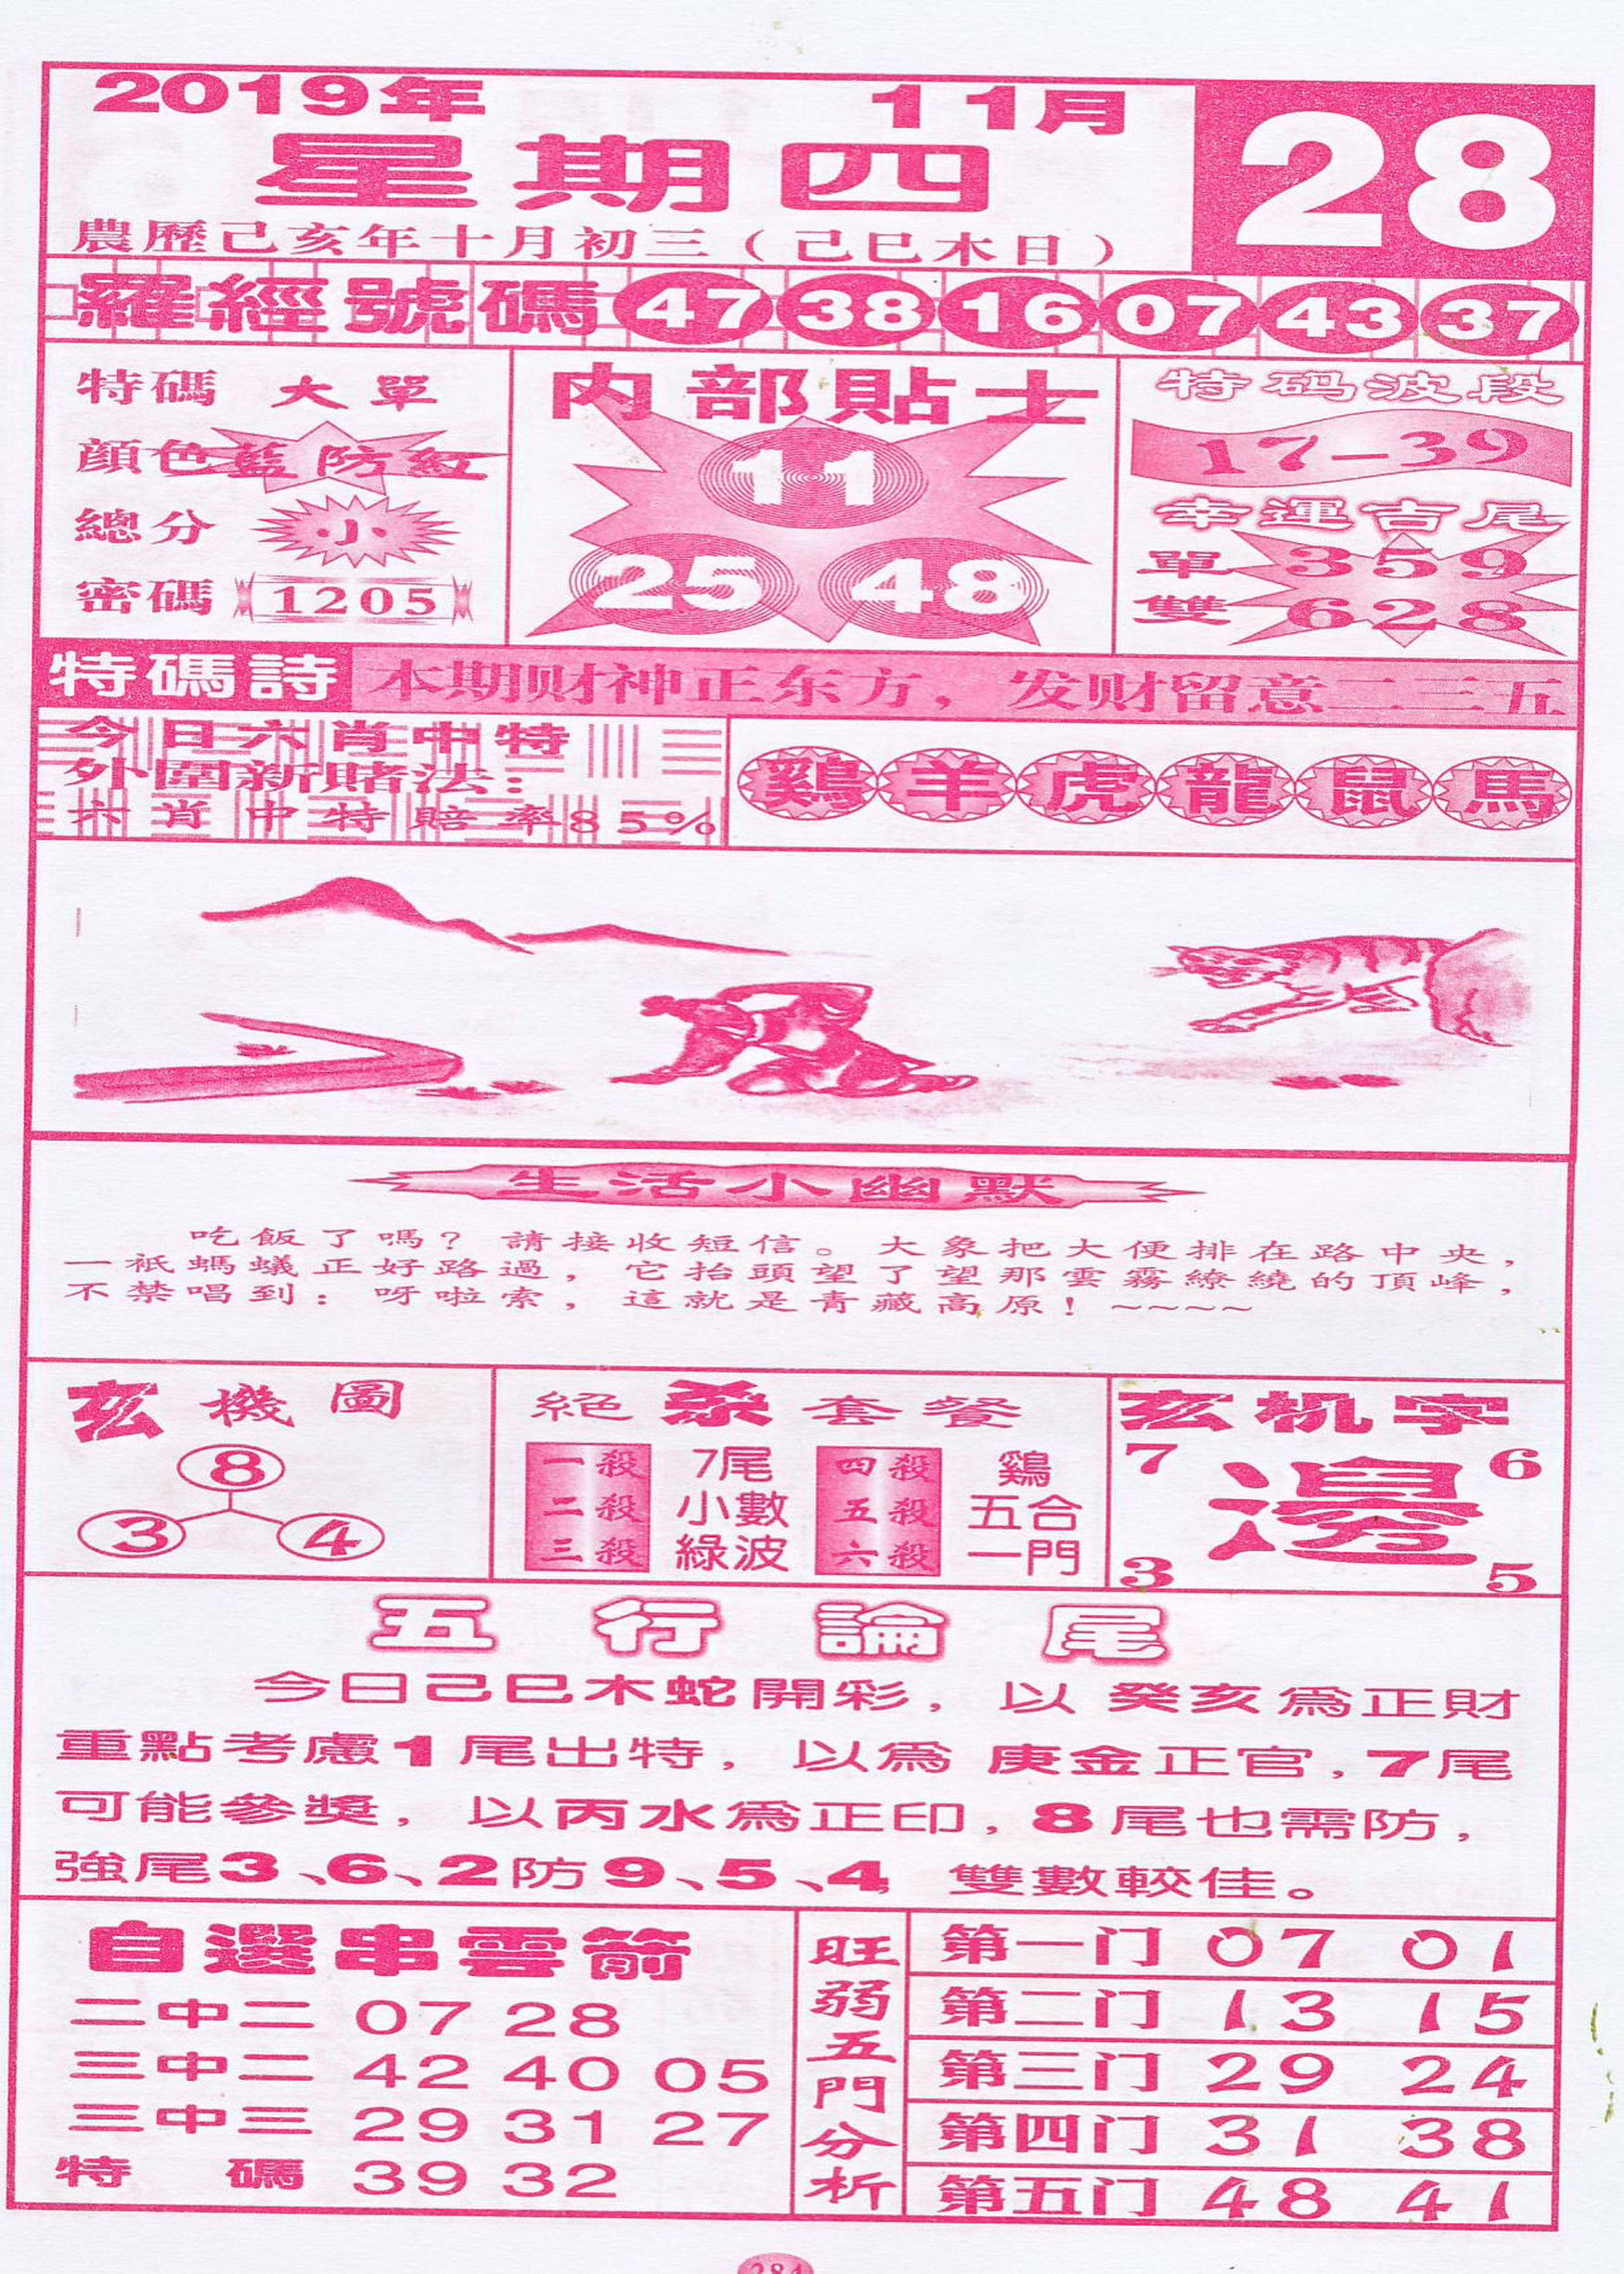 2019年 11月 28
星期四
農歷己亥年十月初三（己巳木日）
羅經號碼 47 38 16 07 43 37
特碼 大單
顔色 藍防紅
總分 小
密碼 1205
内部貼士
11
25 48
特码波段
17-39
幸運吉尾
單 359
雙 628
特碼詩 本期财神正东方，发财留意二三五
今日六肖中特
外圍新賭法：
六肖中特賠率85%
鷄 羊 虎 龍 鼠 馬
生活小幽默
吃飯了嗎？請接收短信。大象把大便排在路中央，
一衹螞蟻正好路過，它抬頭望了望那雲霧繚繞的頂峰，
不禁唱到：呀啦索，這就是青藏高原！~~~~
玄機圖
8
3 4
絕杀套餐
一殺 7尾 四殺 鷄
二殺 小數 五殺 五合
三殺 綠波 六殺 一門
玄机字
7 6
邊
3 5
五行論尾
今日己巳木蛇開彩，以癸亥爲正財
重點考慮1尾出特，以爲庚金正官，7尾
可能參獎，以丙水爲正印，8尾也需防，
強尾3、6、2防9、5、4，雙數較佳。
自選串雲箭
二中二 07 28
三中二 42 40 05
三中三 29 31 27
特碼 39 32
旺弱五門分析
第一门 07 01
第二门 13 15
第三门 29 24
第四门 31 38
第五门 48 41
284